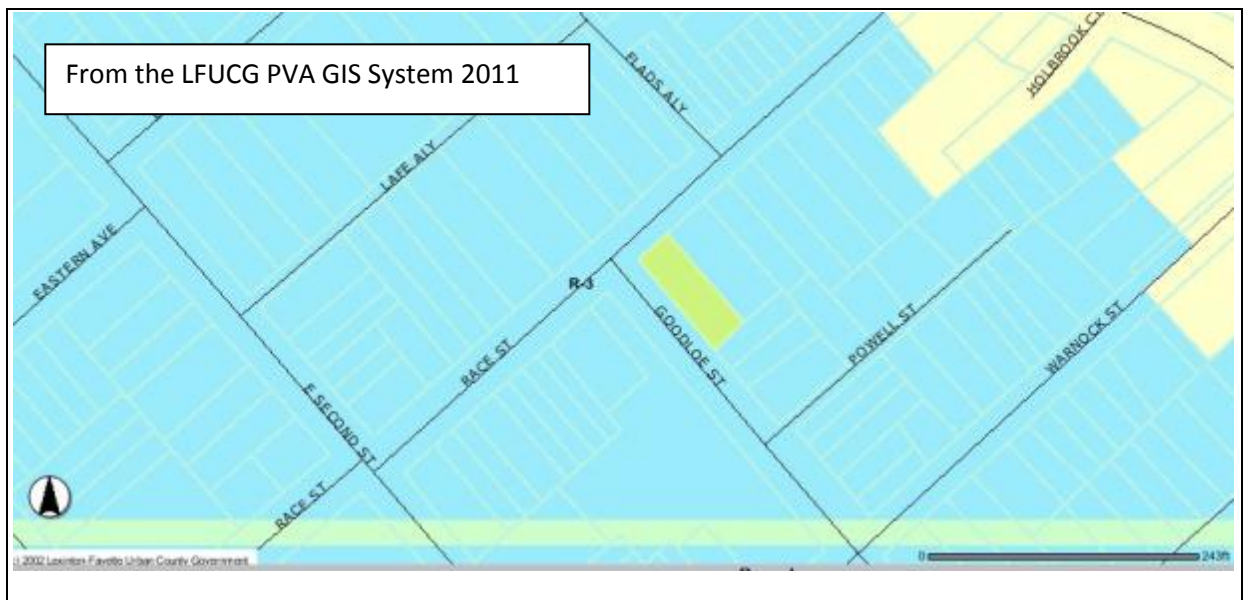 From the LFUCG PVA GIS System 2011
FLADS ALY
HOLBROOK
LAFE ALY
EASTERN AVE
R-3
RACE ST
GOODLOE ST
POWELL ST
WARNOCK ST
E SECOND ST
RACE ST
2002 Lexington Fayette Urban County Government
0 243ft